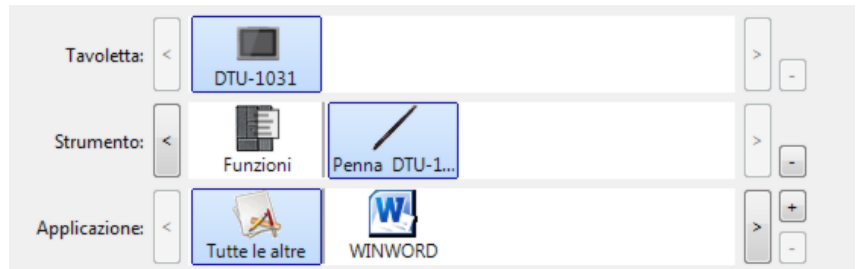 Tavoletta: < DTU-1031 > -
Strumento: < Funzioni Penna DTU-1... > -
Applicazione: < Tutte le altre WINWORD > + -